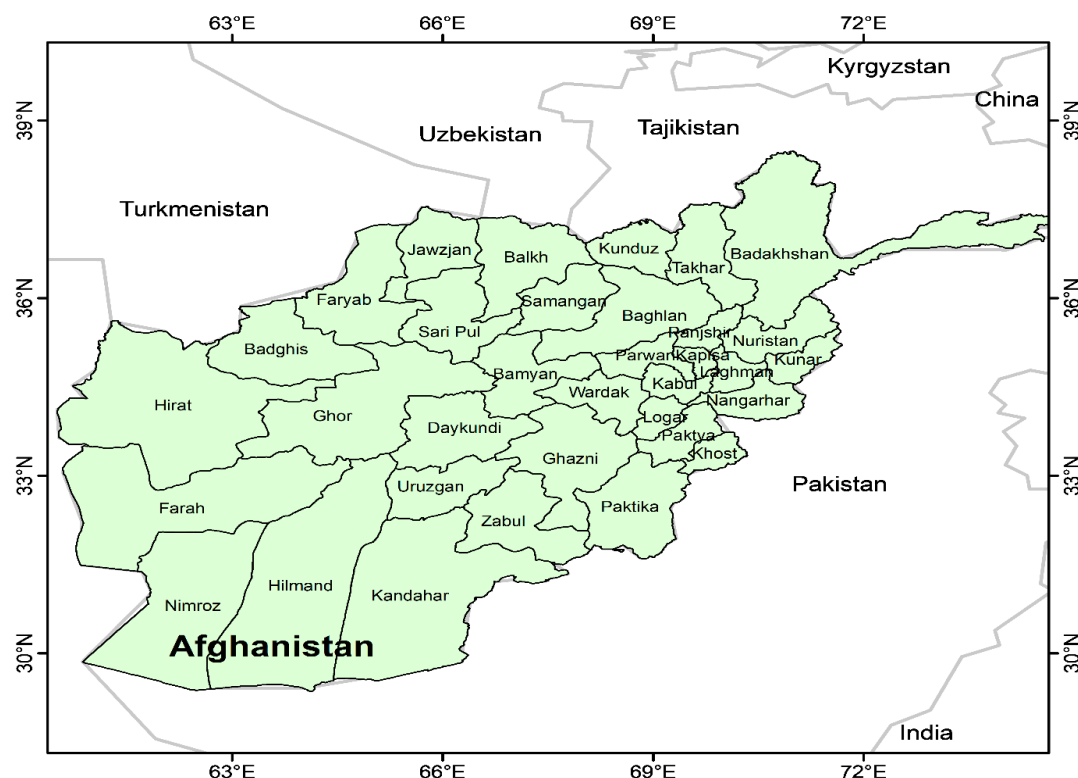 63°E 66°E 69°E 72°E
Kyrgyzstan
China
39°N 39°N
Uzbekistan Tajikistan
Turkmenistan
Jawzjan Balkh Kunduz Badakhshan
Takhar
36°N 36°N
Faryab Samangan
Baghlan
Sari Pul Panjshir
Badghis Nuristan
Parwan Kapisa Kunar
Bamyan Laghman
Kabul
Wardak
Hirat Nangarhar
Ghor Logar
Daykundi Paktya
Khost
Ghazni
33°N 33°N
Uruzgan Pakistan
Farah Paktika
Zabul
Hilmand
Nimroz Kandahar
Afghanistan
30°N 30°N
India
63°E 66°E 69°E 72°E